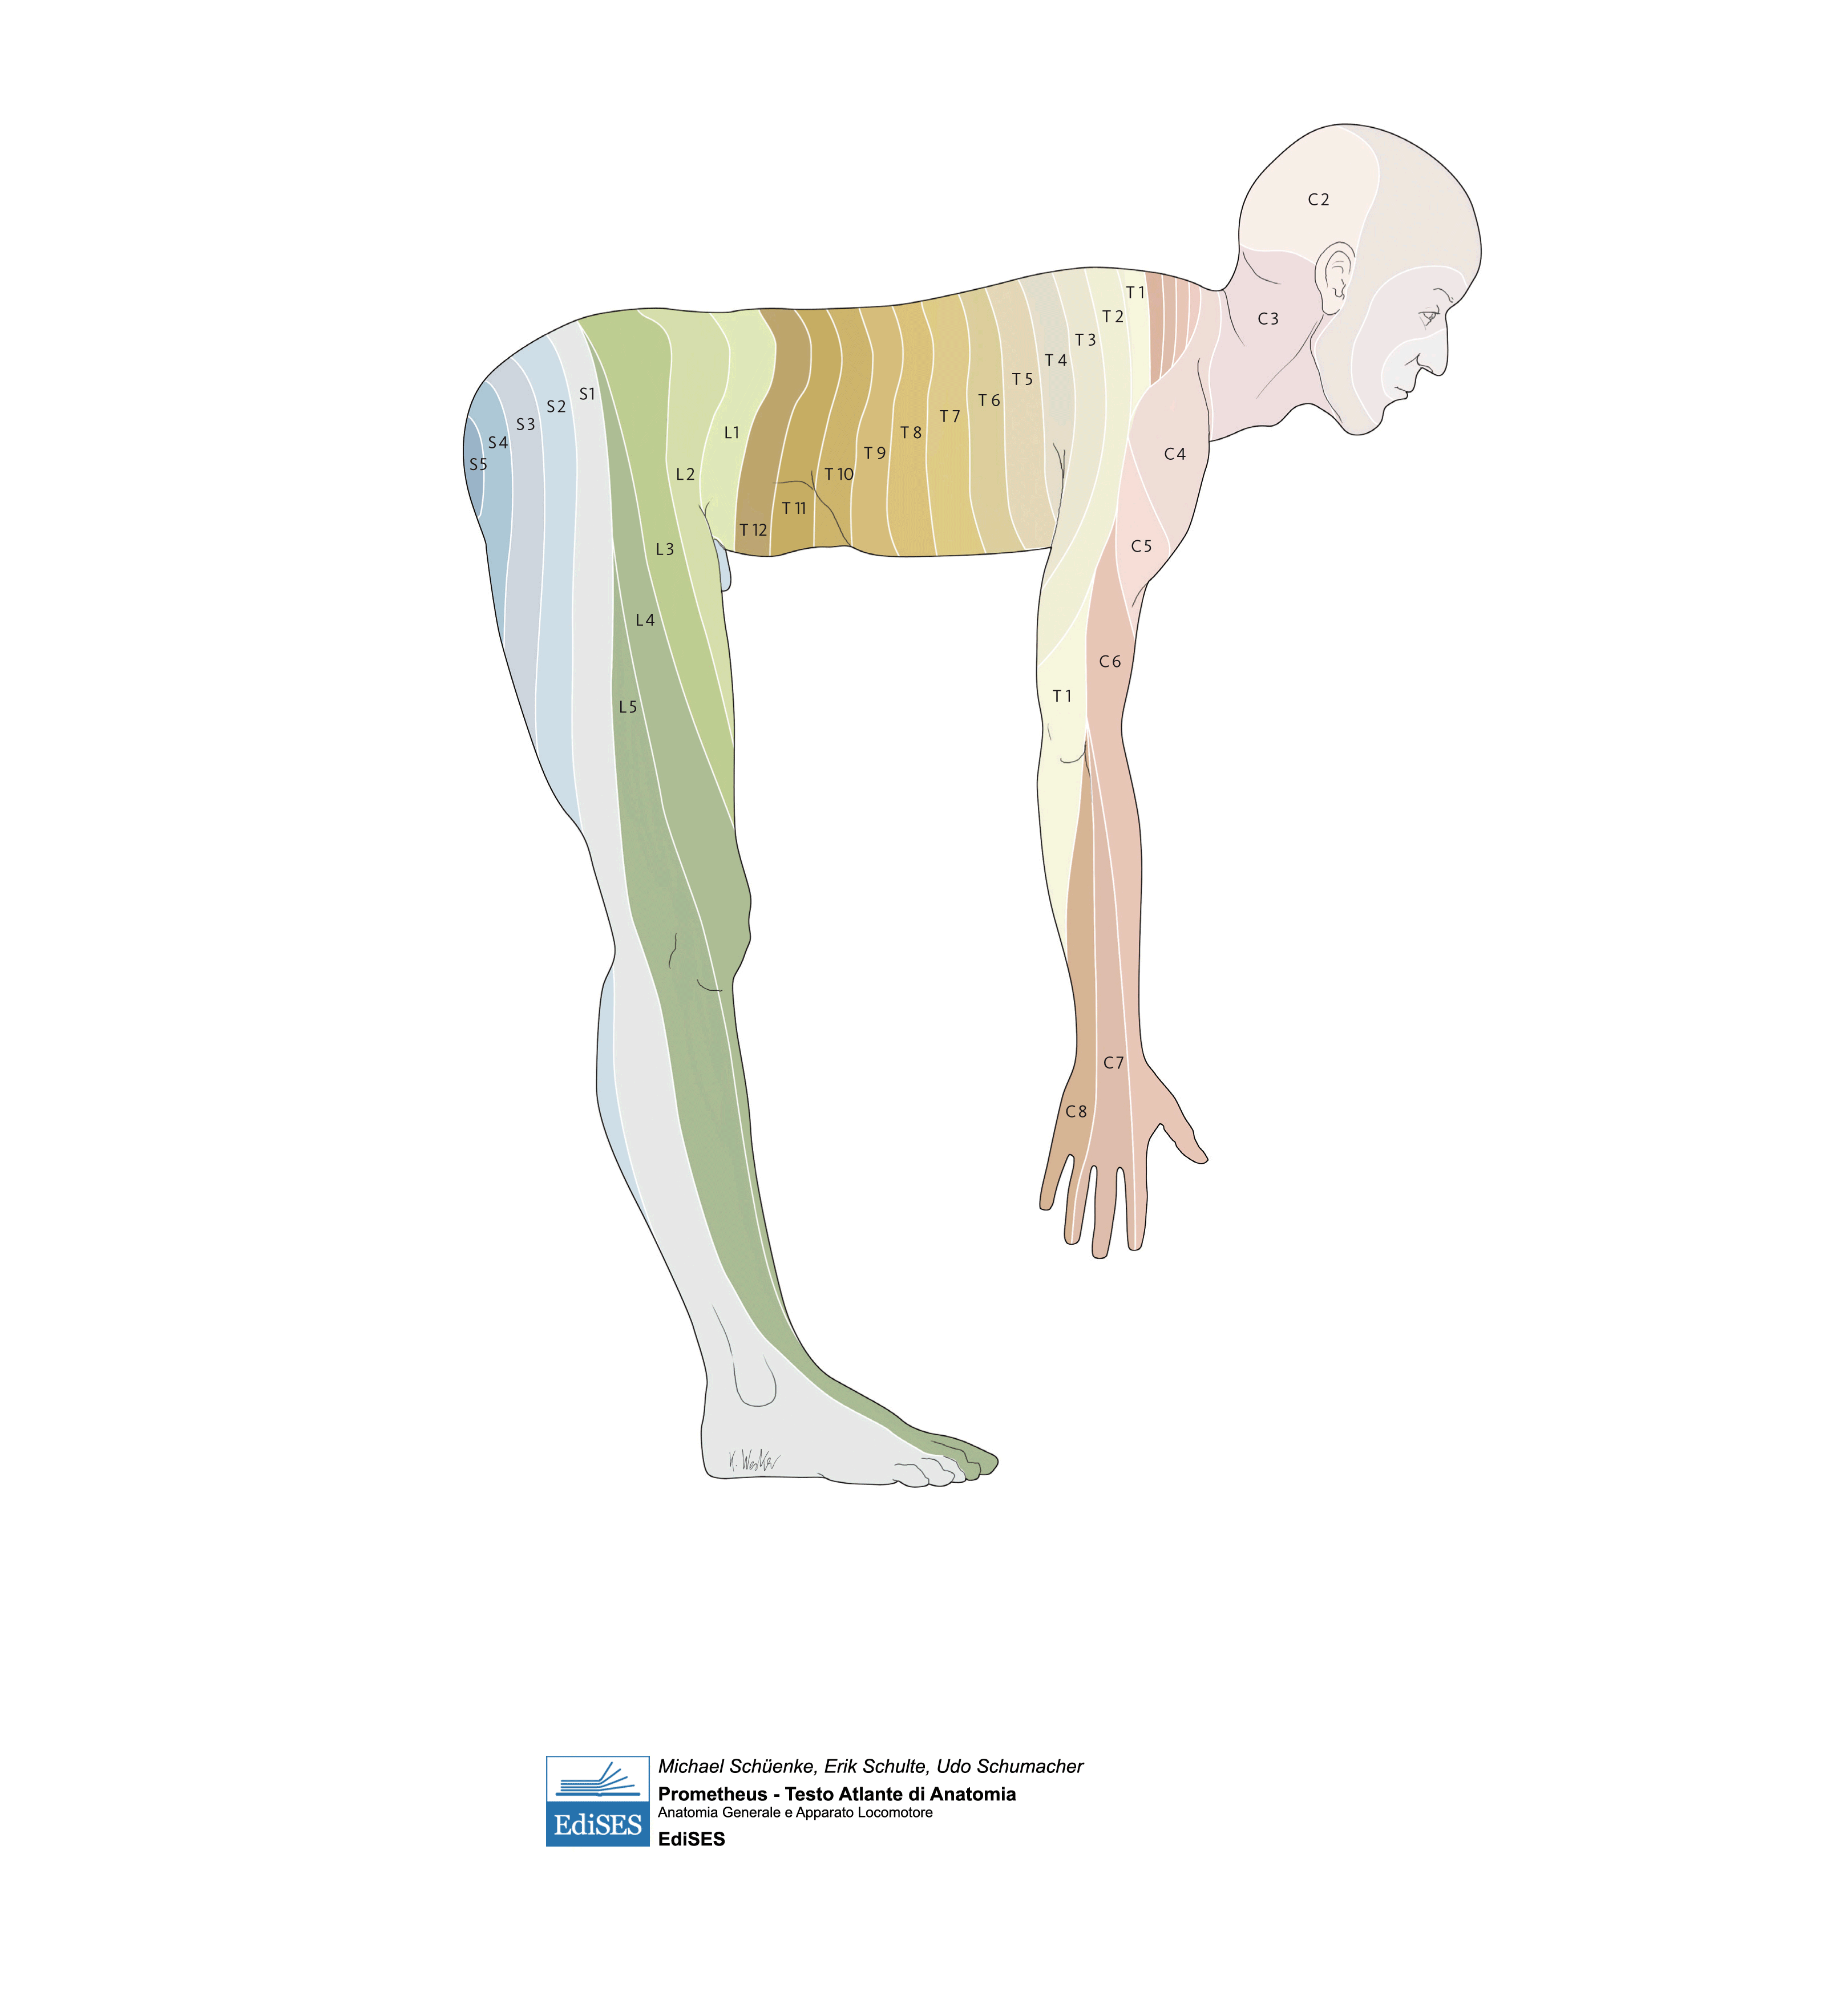 C2
C3
T1
T2
T3
T4
T5
T6
T7
T8
T9
T10
T11
T12
L1
L2
L3
L4
L5
S1
S2
S3
S4
S5
C4
C5
C6
T1
C7
C8
K. Wesker
EdiSES
Michael Schüenke, Erik Schulte, Udo Schumacher
Prometheus - Testo Atlante di Anatomia
Anatomia Generale e Apparato Locomotore
EdiSES